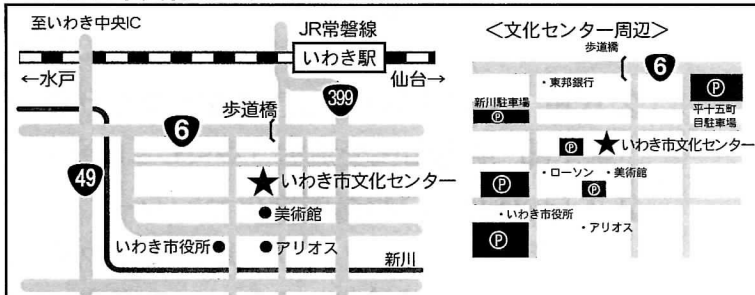 至いわき中央IC
JR常磐線
いわき駅
←水戸
仙台→
399
歩道橋
6
49
★いわき市文化センター
●美術館
いわき市役所●
●アリオス
新川
＜文化センター周辺＞
歩道橋
6
・東邦銀行
新川駐車場
Ⓟ
Ⓟ
平十五町
目駐車場
Ⓟ
★いわき市文化センター
・ローソン
・美術館
Ⓟ
Ⓟ
・いわき市役所
・アリオス
Ⓟ